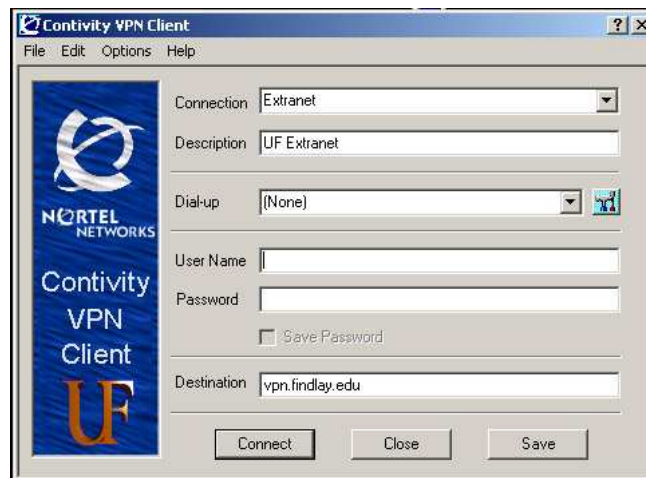 Contivity VPN Client
File Edit Options Help
Connection Extranet
Description UF Extranet
Dial-up (None)
User Name
Password
Save Password
Destination vpn.findlay.edu
Connect Close Save
NORTEL
NETWORKS
Contivity
VPN
Client
UF